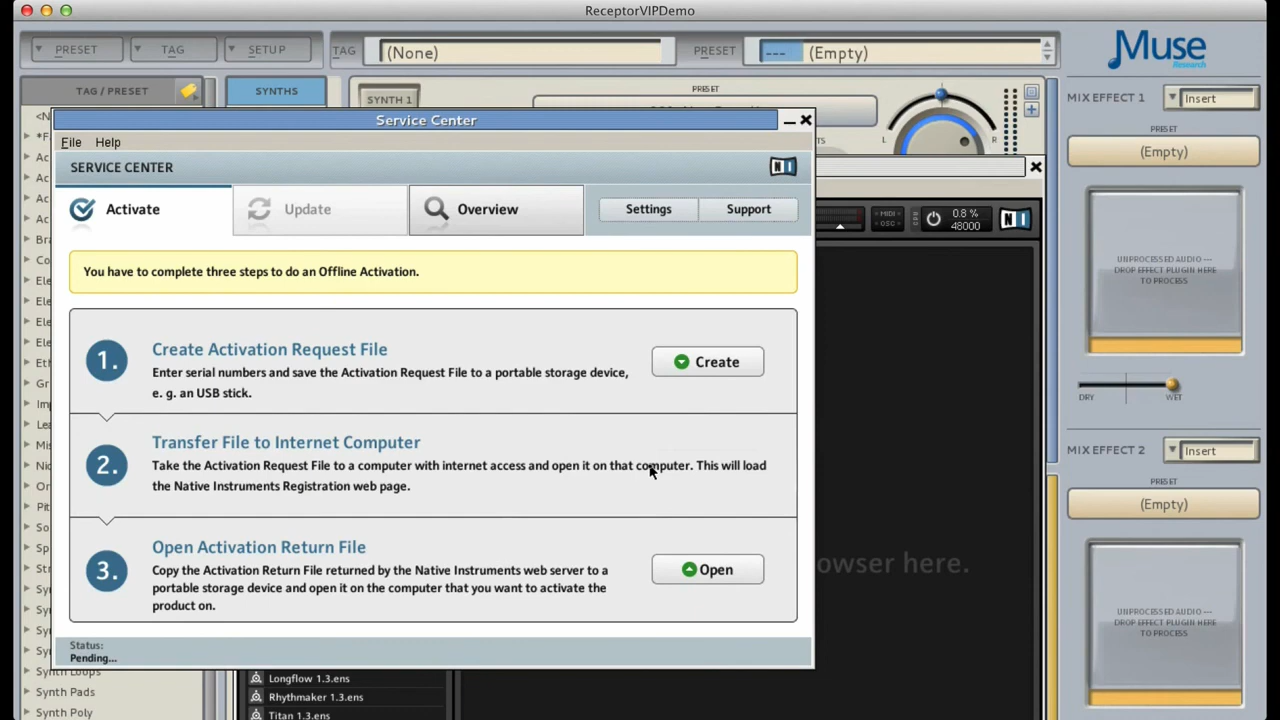 ReceptorVIPDemo
PRESET
TAG
SETUP
TAG
(None)
PRESET
---
(Empty)
Muse
Research
TAG / PRESET
SYNTHS
SYNTH 1
PRESET
L
R
MIX EFFECT 1
Insert
PRESET
(Empty)
UNPROCESSED AUDIO ---
DROP EFFECT PLUGIN HERE
TO PROCESS
DRY
WET
MIX EFFECT 2
Insert
PRESET
(Empty)
UNPROCESSED AUDIO ---
DROP EFFECT PLUGIN HERE
TO PROCESS
Service Center
File
Help
SERVICE CENTER
NI
Activate
Update
Overview
Settings
Support
You have to complete three steps to do an Offline Activation.
1.
Create Activation Request File
Enter serial numbers and save the Activation Request File to a portable storage device,
e. g. an USB stick.
Create
2.
Transfer File to Internet Computer
Take the Activation Request File to a computer with internet access and open it on that computer. This will load
the Native Instruments Registration web page.
3.
Open Activation Return File
Copy the Activation Return File returned by the Native Instruments web server to a
portable storage device and open it on the computer that you want to activate the
product on.
Open
Status:
Pending...
MIDI
OSC
CPU
0.8 %
48000
NI
owser here.
Synth Loops
Synth Pads
Synth Poly
Longflow 1.3.ens
Rhythmaker 1.3.ens
Titan 1.3.ens